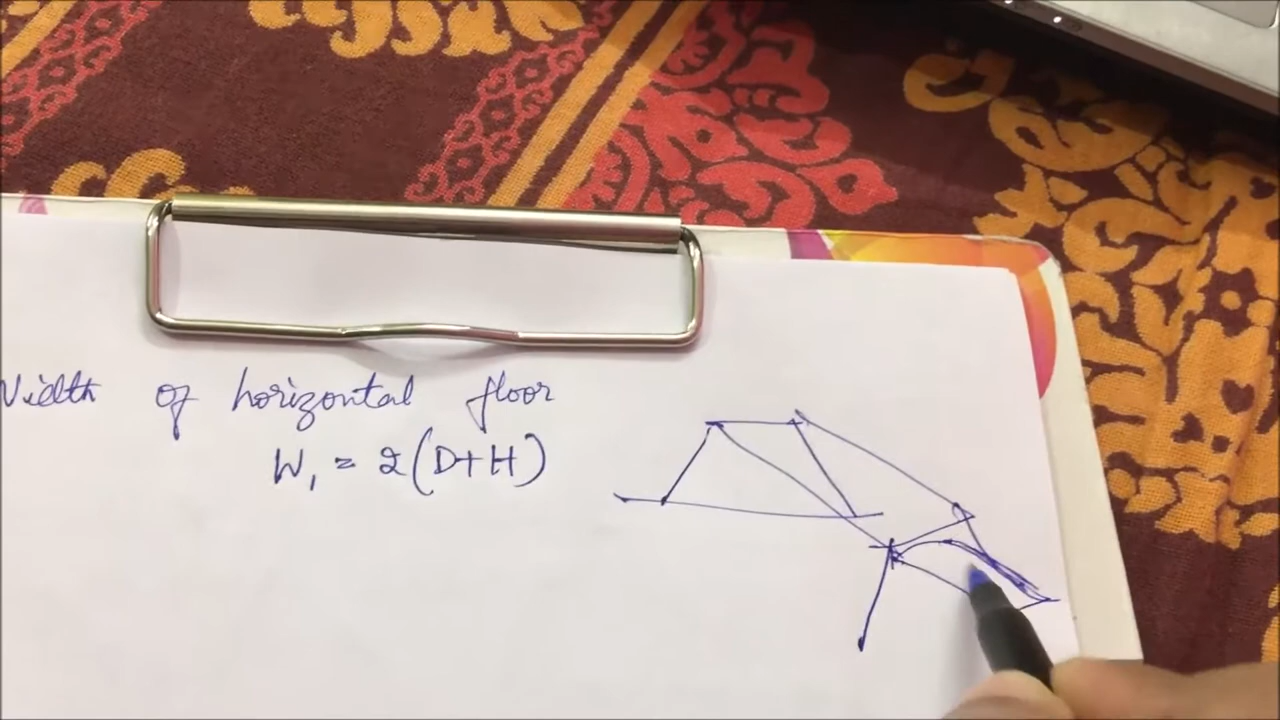 Width of horizontal floor
W₁ = 2(D+H)